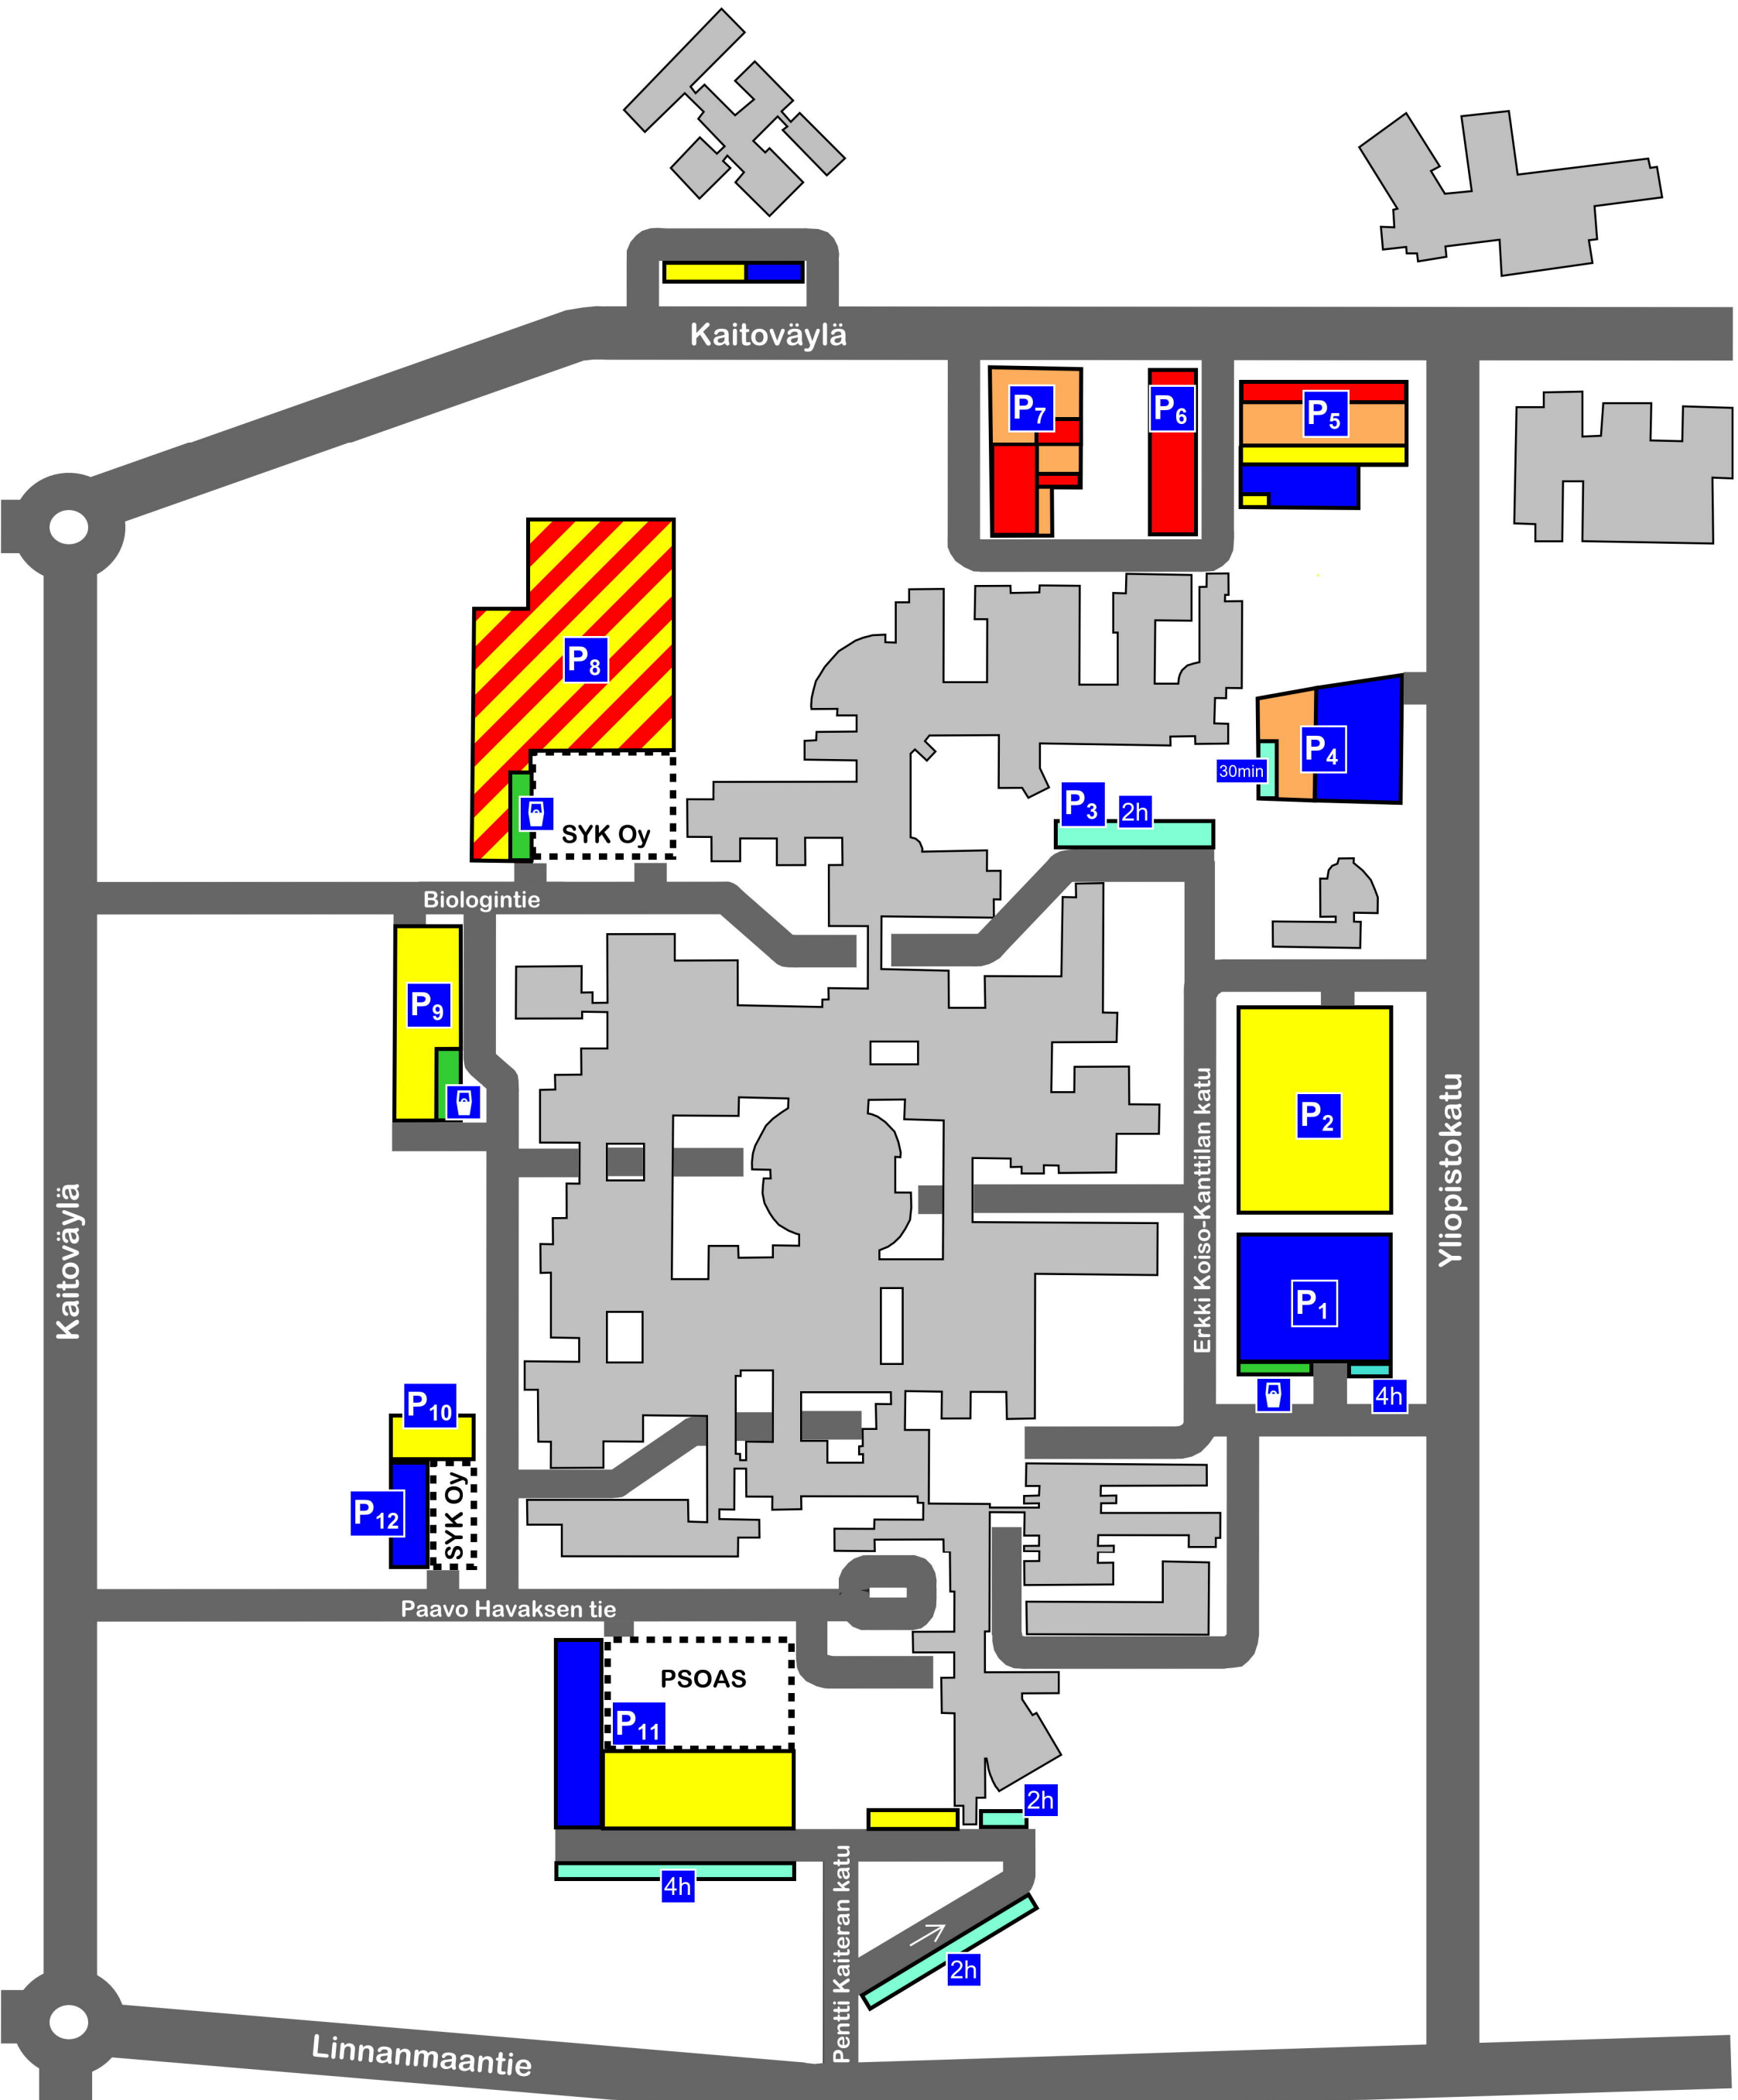 Kaitoväylä
P7
P6
P5
P8
SYK Oy
P4
30min
P3
2h
Biologintie
P9
Kaitoväylä
Erkki Koiso-Kanttilan katu
P2
Yliopistokatu
P1
4h
P10
P12
SYK Oy
Paavo Havaksen tie
PSOAS
P11
2h
4h
Pentti Kaiteran katu
2h
Linnanmaantie